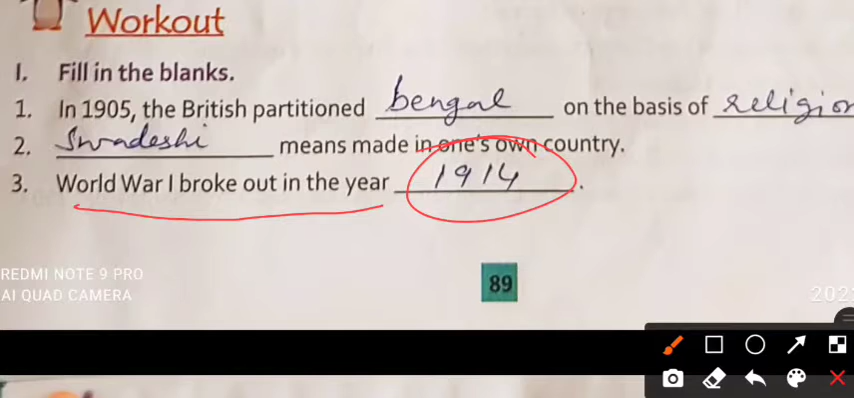 Workout
I. Fill in the blanks.
1. In 1905, the British partitioned bengal on the basis of religion
2. Swadeshi means made in one's own country.
3. World War I broke out in the year 1914.
REDMI NOTE 9 PRO
AI QUAD CAMERA
89
202